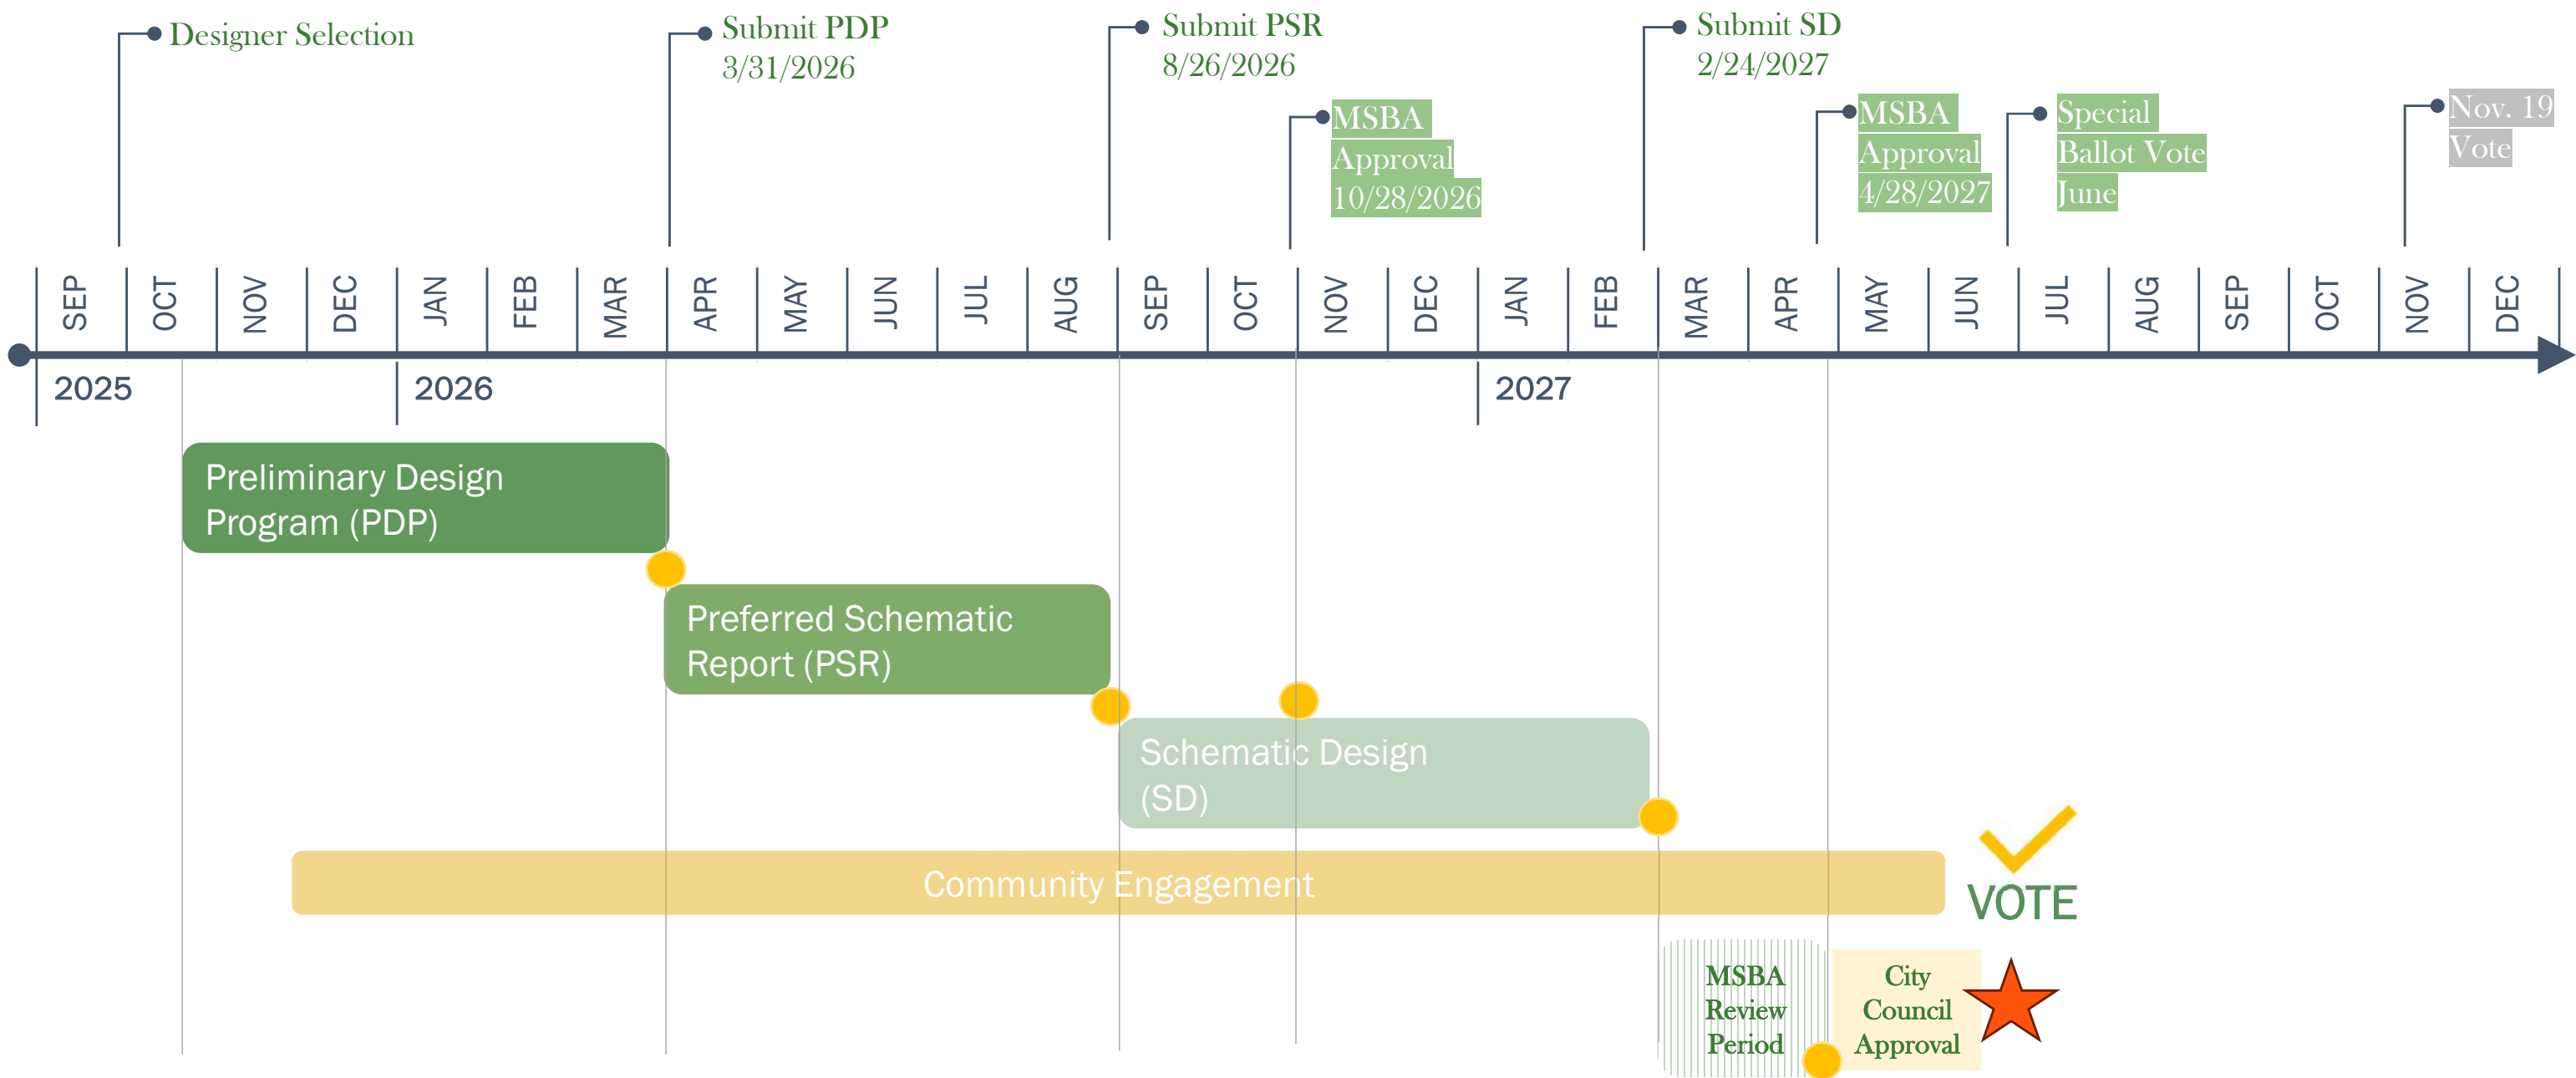 Designer Selection
Submit PDP
3/31/2026
Submit PSR
8/26/2026
MSBA
Approval
10/28/2026
Submit SD
2/24/2027
MSBA
Approval
4/28/2027
Special
Ballot Vote
June
Nov. 19
Vote
SEP
OCT
NOV
DEC
JAN
FEB
MAR
APR
MAY
JUN
JUL
AUG
SEP
OCT
NOV
DEC
JAN
FEB
MAR
APR
MAY
JUN
JUL
AUG
SEP
OCT
NOV
DEC
2025
2026
2027
Preliminary Design
Program (PDP)
Preferred Schematic
Report (PSR)
Schematic Design
(SD)
Community Engagement
VOTE
MSBA
Review
Period
City
Council
Approval